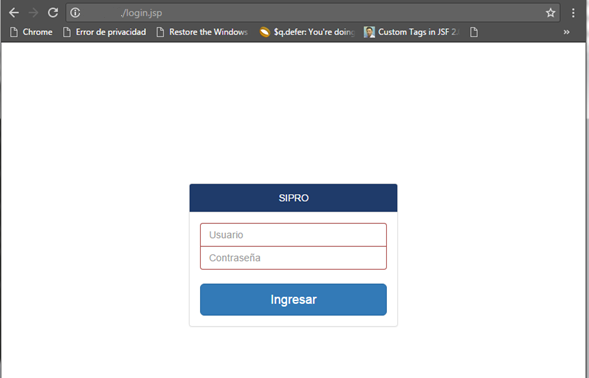 ./login.jsp
Chrome Error de privacidad Restore the Windows $q.defer: You're doing Custom Tags in JSF 2. »
SIPRO
Usuario
Contraseña
Ingresar